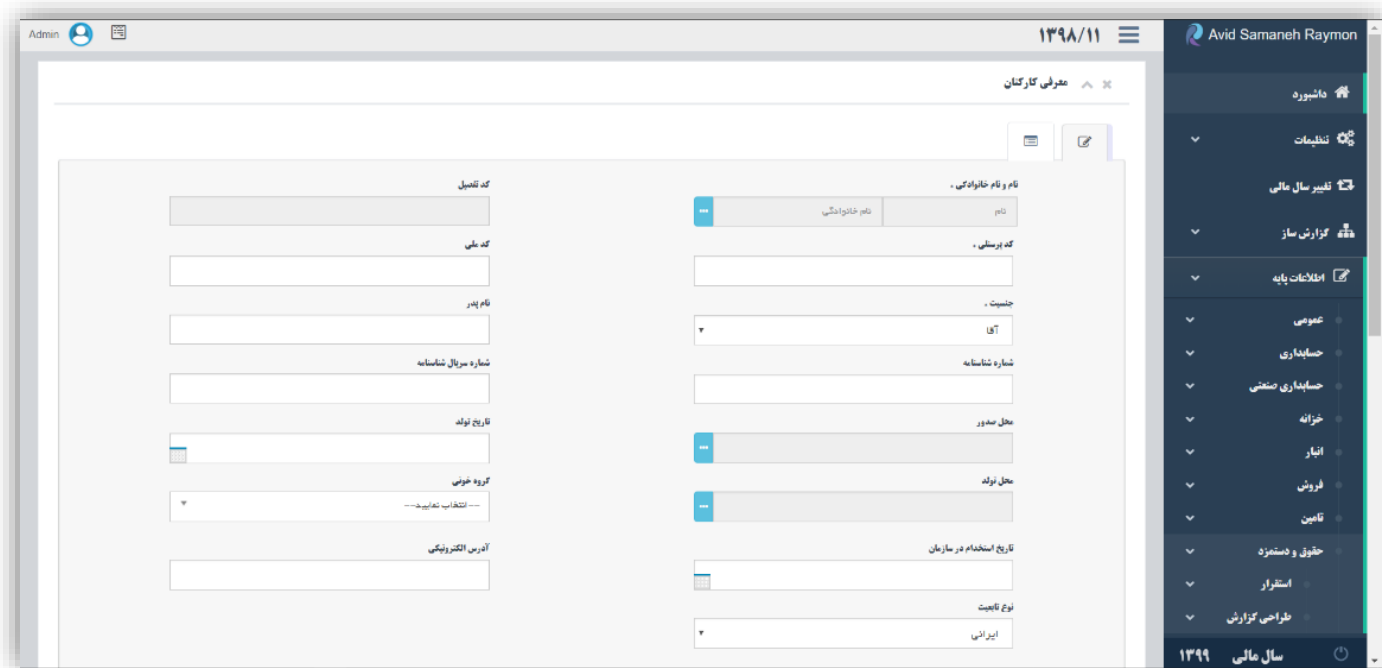 Avid Samaneh Raymon
۱۳۹۸/۱۱
Admin
داشبورد
تنظیمات
تغییر سال مالی
گزارش ساز
اطلاعات پایه
عمومی
حسابداری
حسابداری صنعتی
خزانه
انبار
فروش
تامین
حقوق و دستمزد
استقرار
طراحی گزارش
سال مالی ۱۳۹۹
معرفی کارکنان
نام و نام خانوادگی *
نام
نام خانوادگی
کد تفصیل
کد پرسنلی *
کد ملی
جنسیت *
آقا
نام پدر
شماره شناسنامه
شماره سریال شناسنامه
محل صدور
تاریخ تولد
محل تولد
گروه خونی
---انتخاب نمایید---
تاریخ استخدام در سازمان
آدرس الکترونیکی
نوع تابعیت
ایرانی